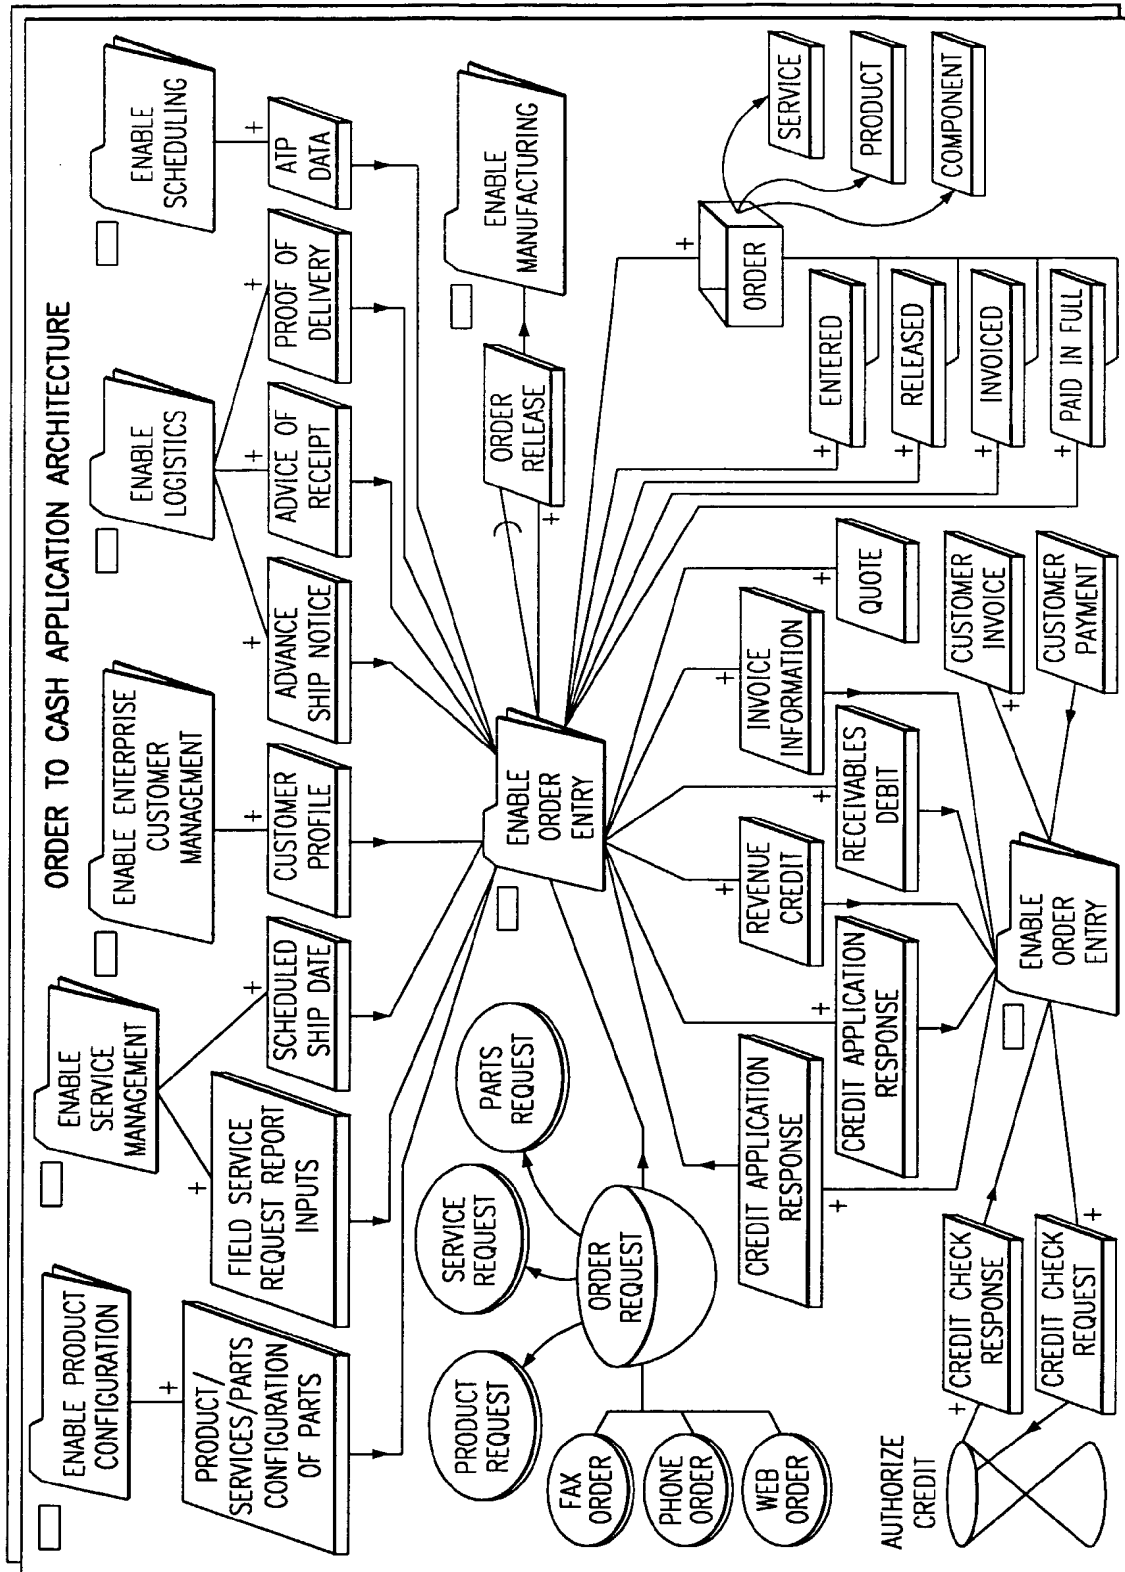 ORDER TO CASH APPLICATION ARCHITECTURE
ENABLE PRODUCT
CONFIGURATION
ENABLE
SERVICE
MANAGEMENT
ENABLE ENTERPRISE
CUSTOMER
MANAGEMENT
ENABLE
LOGISTICS
ENABLE
SCHEDULING
PRODUCT/
SERVICES/PARTS
CONFIGURATION
OF PARTS
FIELD SERVICE
REQUEST REPORT
INPUTS
SCHEDULED
SHIP DATE
CUSTOMER
PROFILE
ADVANCE
SHIP NOTICE
ADVICE OF
RECEIPT
PROOF OF
DELIVERY
ATP
DATA
PRODUCT
REQUEST
SERVICE
REQUEST
PARTS
REQUEST
ENABLE
ORDER
ENTRY
ORDER
RELEASE
ENABLE
MANUFACTURING
FAX
ORDER
PHONE
ORDER
WEB
ORDER
ORDER
REQUEST
ORDER
SERVICE
PRODUCT
COMPONENT
CREDIT APPLICATION
RESPONSE
REVENUE
CREDIT
INVOICE
INFORMATION
CREDIT APPLICATION
RESPONSE
RECEIVABLES
DEBIT
QUOTE
ENTERED
RELEASED
INVOICED
PAID IN FULL
AUTHORIZE
CREDIT
CREDIT CHECK
RESPONSE
CREDIT CHECK
REQUEST
ENABLE
ORDER
ENTRY
CUSTOMER
INVOICE
CUSTOMER
PAYMENT